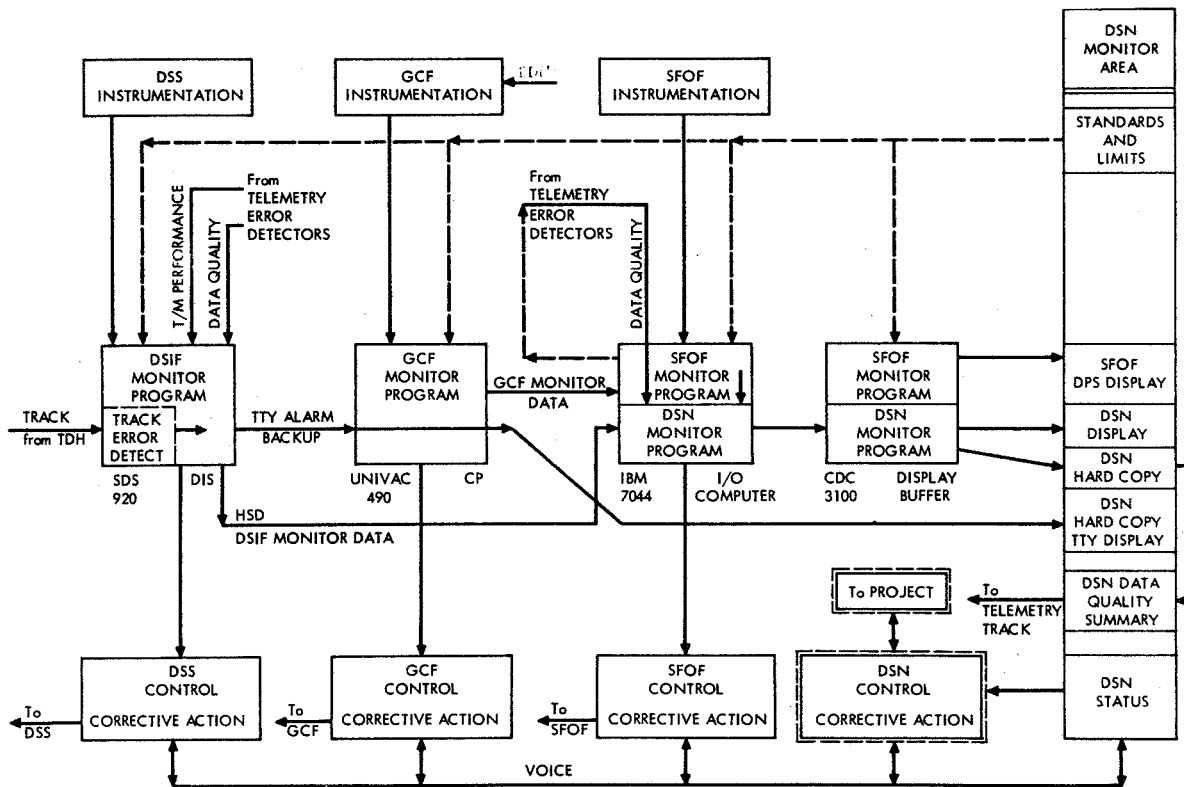 DSN
MONITOR
AREA
DSS
INSTRUMENTATION
GCF
INSTRUMENTATION
SFOF
INSTRUMENTATION
STANDARDS
AND
LIMITS
T/M PERFORMANCE
DATA QUALITY
From
TELEMETRY
ERROR
DETECTORS
From
TELEMETRY
ERROR
DETECTORS
DATA QUALITY
DSIF
MONITOR
PROGRAM
TRACK
ERROR
DETECT
TRACK
from TDH
SDS
920
DIS
TTY ALARM
BACKUP
GCF
MONITOR
PROGRAM
UNIVAC
490
CP
GCF MONITOR
DATA
SFOF
MONITOR
PROGRAM
DSN
MONITOR
PROGRAM
IBM
7044
I/O
COMPUTER
SFOF
MONITOR
PROGRAM
DSN
MONITOR
PROGRAM
CDC
3100
DISPLAY
BUFFER
SFOF
DPS DISPLAY
DSN
DISPLAY
DSN
HARD COPY
DSN
HARD COPY
TTY DISPLAY
HSD
DSIF MONITOR DATA
DSN DATA
QUALITY
SUMMARY
To
TELEMETRY
TRACK
To PROJECT
DSS
CONTROL
CORRECTIVE ACTION
To
DSS
GCF
CONTROL
CORRECTIVE ACTION
To
GCF
SFOF
CONTROL
CORRECTIVE ACTION
To
SFOF
DSN
CONTROL
CORRECTIVE ACTION
DSN
STATUS
VOICE